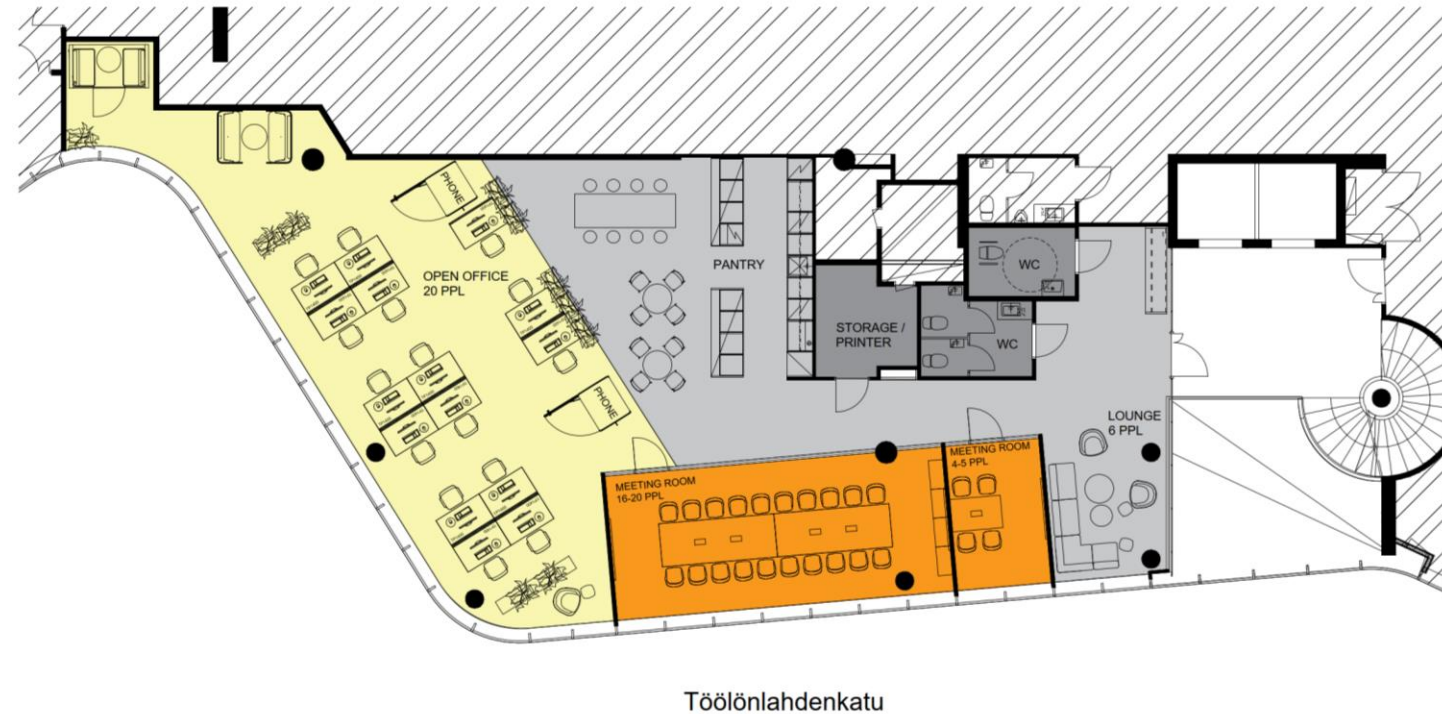 PHONE
OPEN OFFICE
20 PPL
PANTRY
WC
STORAGE /
PRINTER
WC
PHONE
LOUNGE
6 PPL
MEETING ROOM
4-5 PPL
MEETING ROOM
16-20 PPL
Töölönlahdenkatu